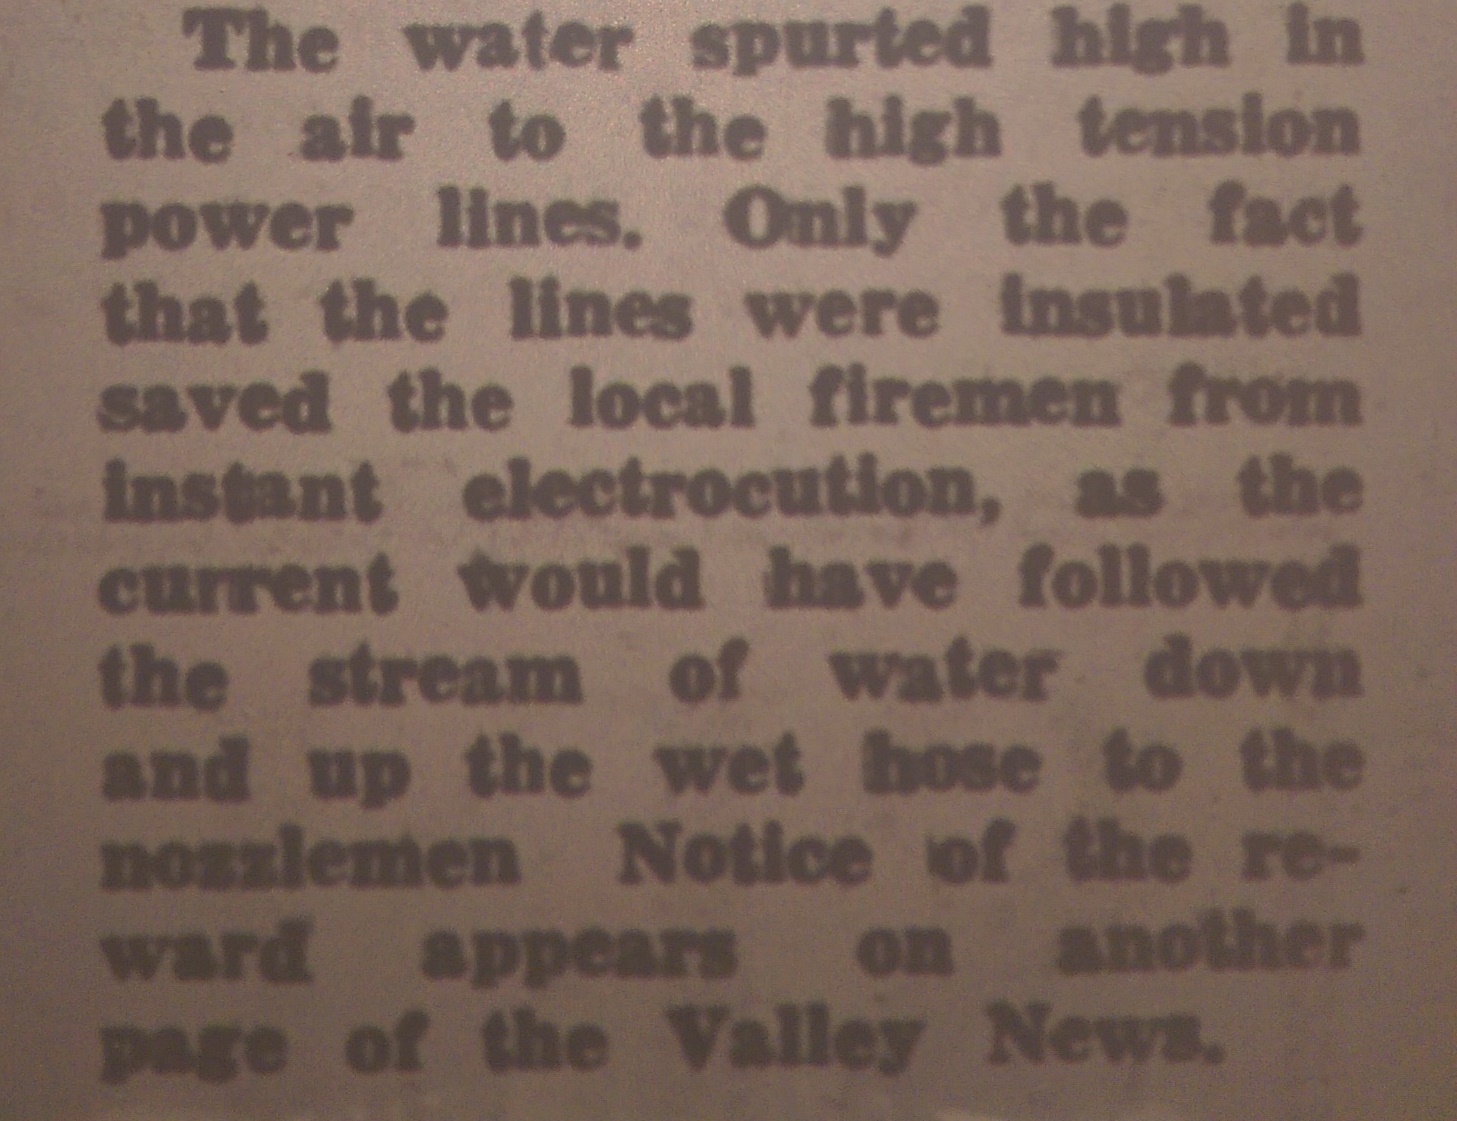 The water spurted high in
the air to the high tension
power lines. Only the fact
that the lines were insulated
saved the local firemen from
instant electrocution, as the
current would have followed
the stream of water down
and up the wet hose to the
nozzlemen Notice of the re-
ward appears on another
page of the Valley News.